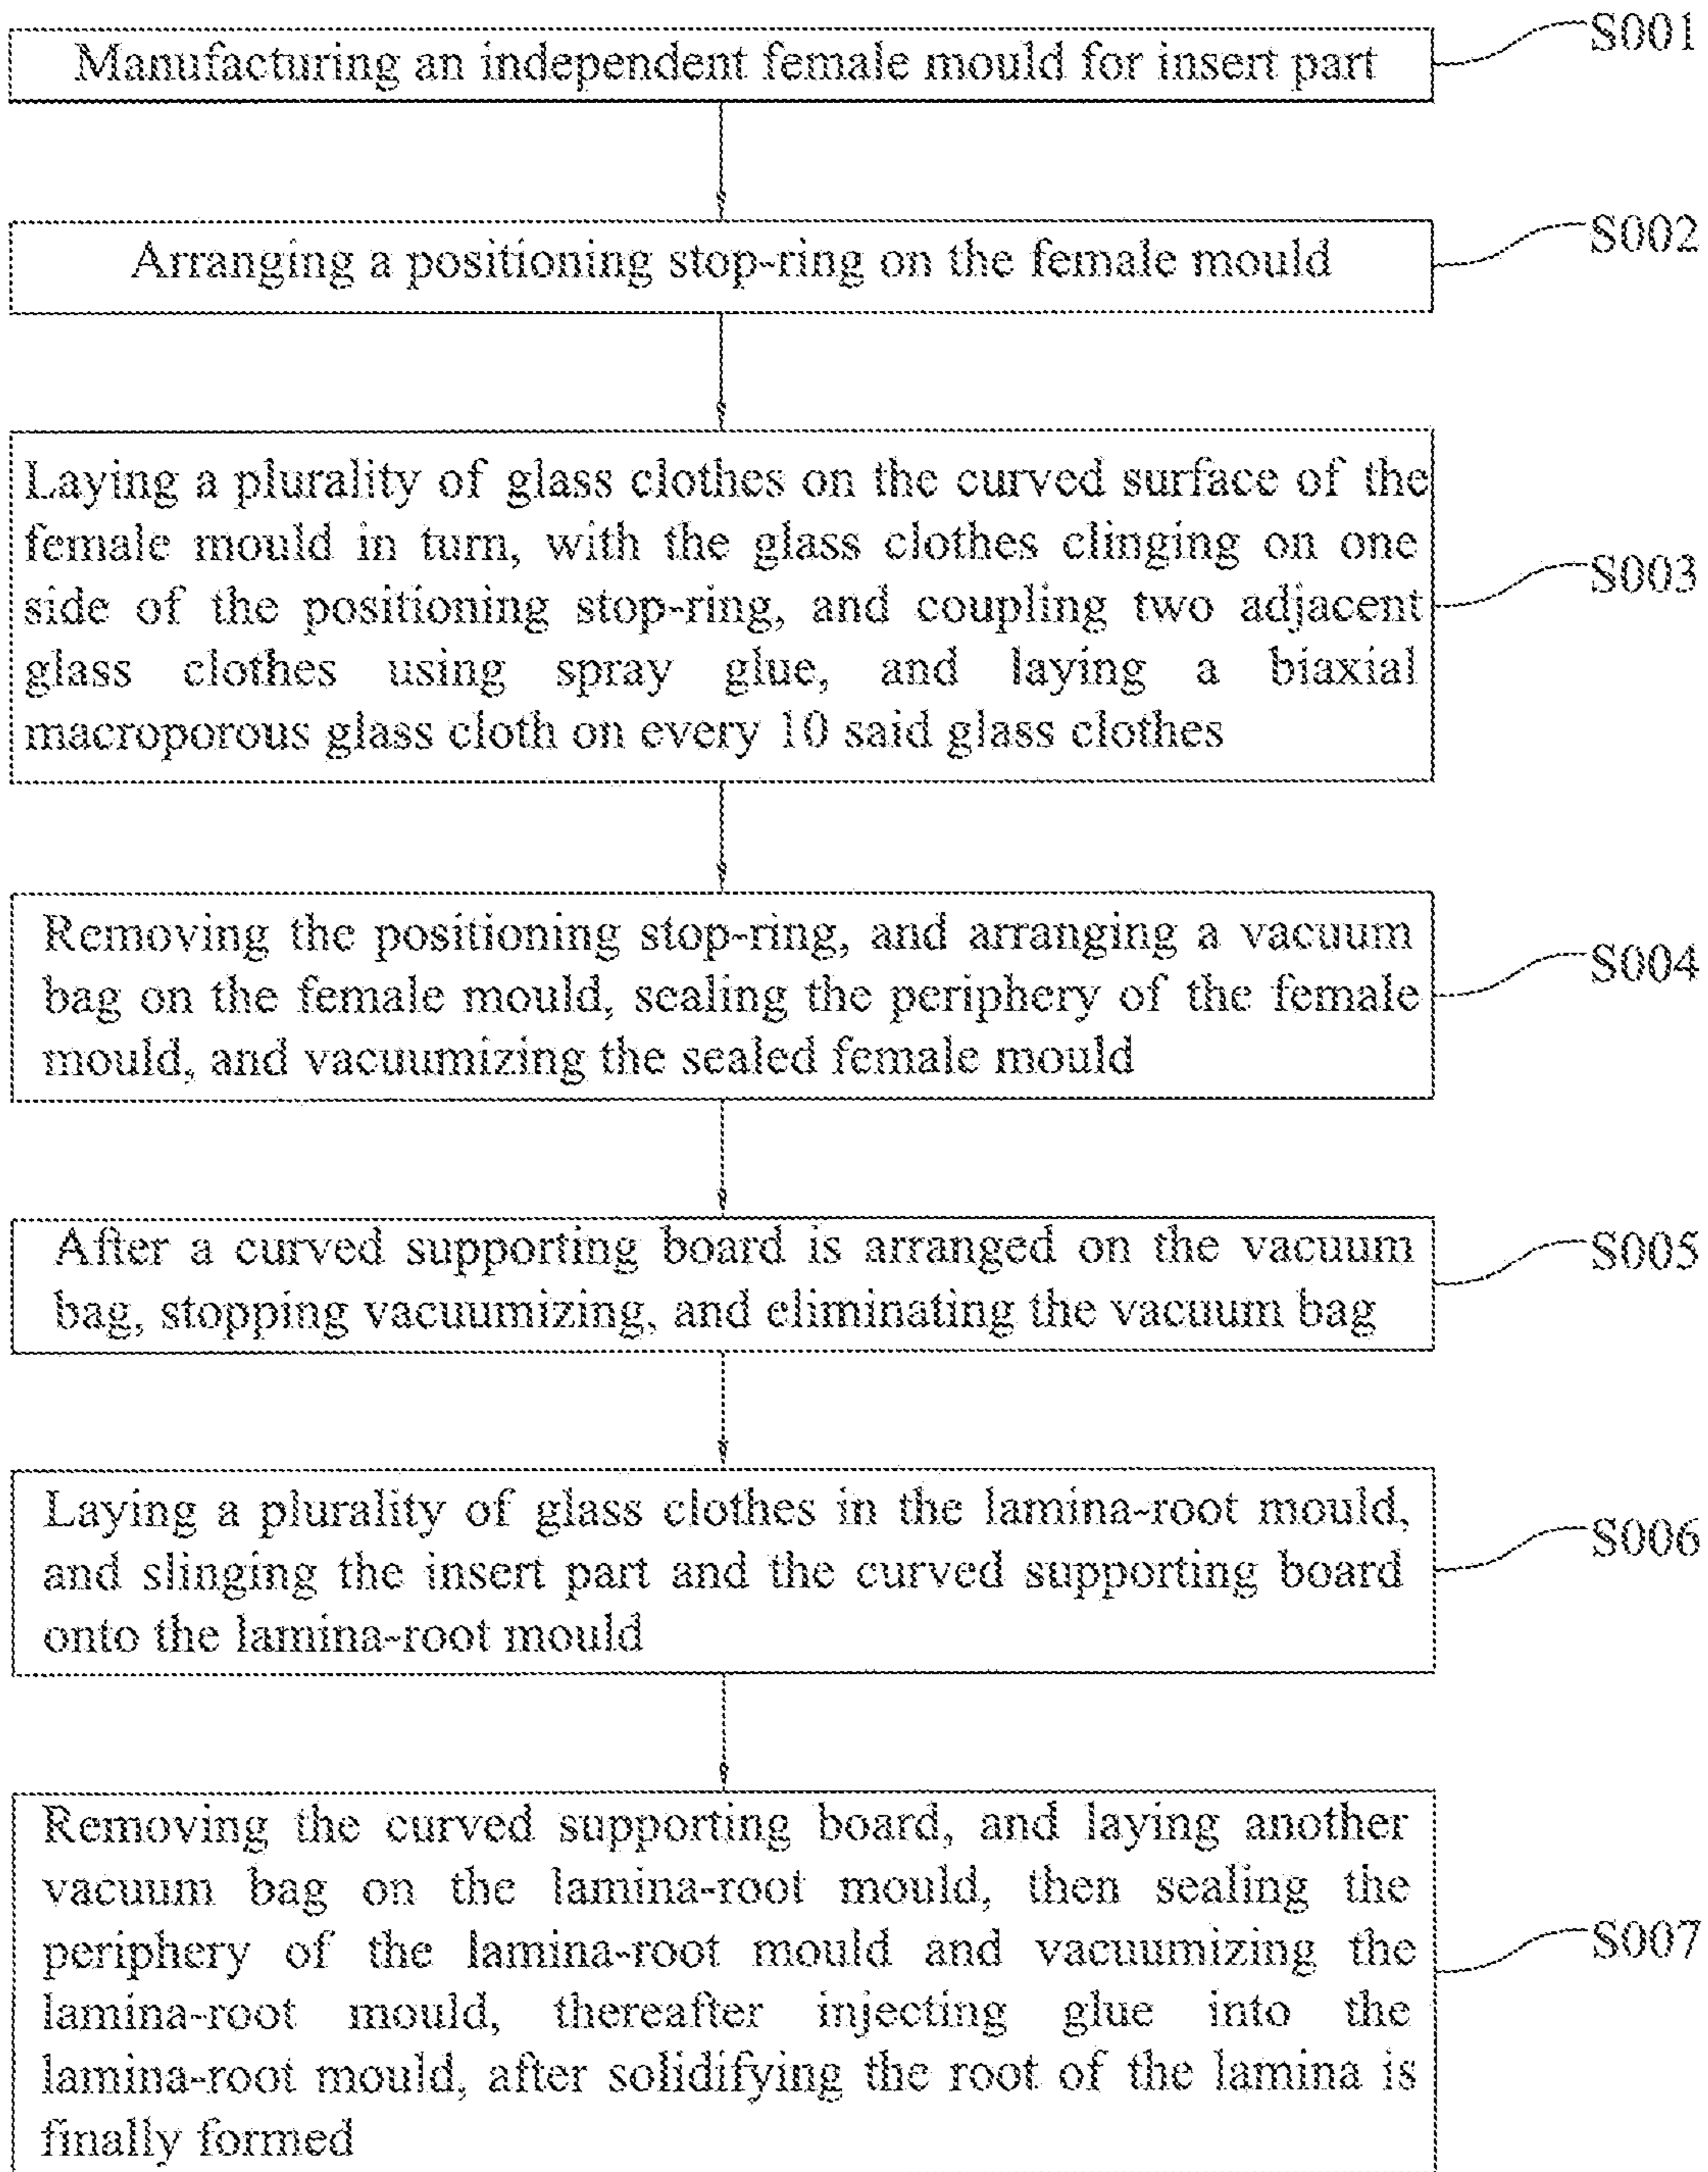 Manufacturing an independent female mould for insert part
S001
Arranging a positioning stop-ring on the female mould
S002
Laying a plurality of glass clothes on the curved surface of the
female mould in turn, with the glass clothes clinging on one
side of the positioning stop-ring, and coupling two adjacent
glass clothes using spray glue, and laying a biaxial
macroporous glass cloth on every 10 said glass clothes
S003
Removing the positioning stop-ring, and arranging a vacuum
bag on the female mould, sealing the periphery of the female
mould, and vacuumizing the sealed female mould
S004
After a curved supporting board is arranged on the vacuum
bag, stopping vacuumizing, and eliminating the vacuum bag
S005
Laying a plurality of glass clothes in the lamina-root mould,
and slinging the insert part and the curved supporting board
onto the lamina-root mould
S006
Removing the curved supporting board, and laying another
vacuum bag on the lamina-root mould, then sealing the
periphery of the lamina-root mould and vacuumizing the
lamina-root mould, thereafter injecting glue into the
lamina-root mould, after solidifying the root of the lamina is
finally formed
S007